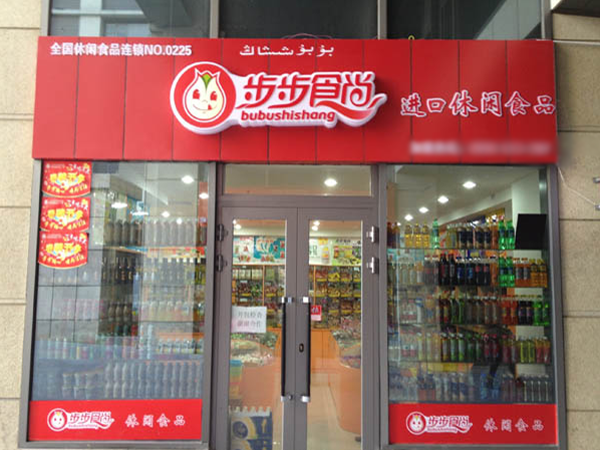 全国休闲食品连锁NO.0225
بۇبۇشىشاڭ
步步食尚
bubushishang
进口休闲食品
步步食尚 休闲食品
步步食尚 休闲食品